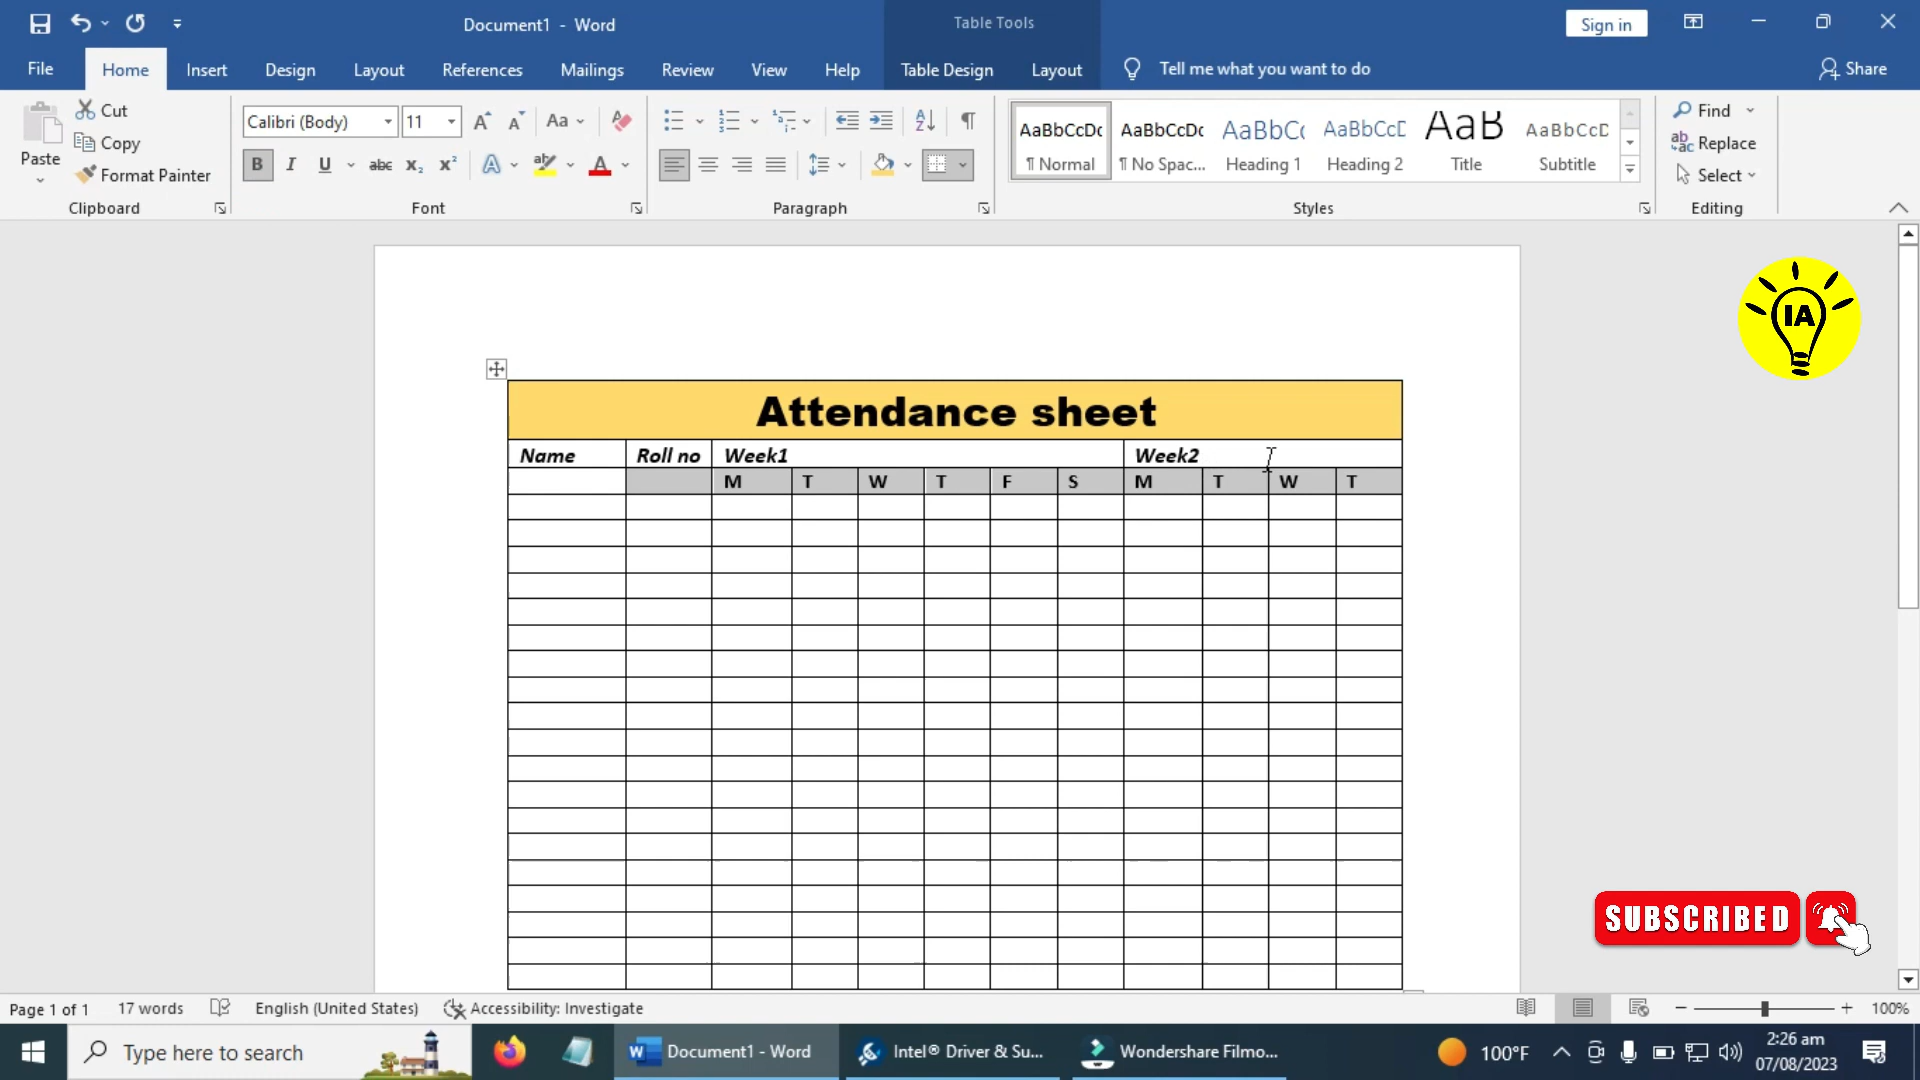 Document1 - Word
Table Tools
Sign in
File Home Insert Design Layout References Mailings Review View Help Table Design Layout Tell me what you want to do Share
Cut
Copy
Format Painter
Paste
Clipboard
Calibri (Body) 11
Font
Paragraph
AaBbCcDc AaBbCcDc AaBbC( AaBbCcE AaB AaBbCcD
¶ Normal ¶ No Spac... Heading 1 Heading 2 Title Subtitle
Styles
Find
Replace
Select
Editing
IA
Attendance sheet
Name Roll no Week1 Week2
M T W T F S M T W T
SUBSCRIBED
Page 1 of 1 17 words English (United States) Accessibility: Investigate 100%
Type here to search
Document1 - Word Intel® Driver & Su... Wondershare Filmo... 100°F
2:26 am
07/08/2023